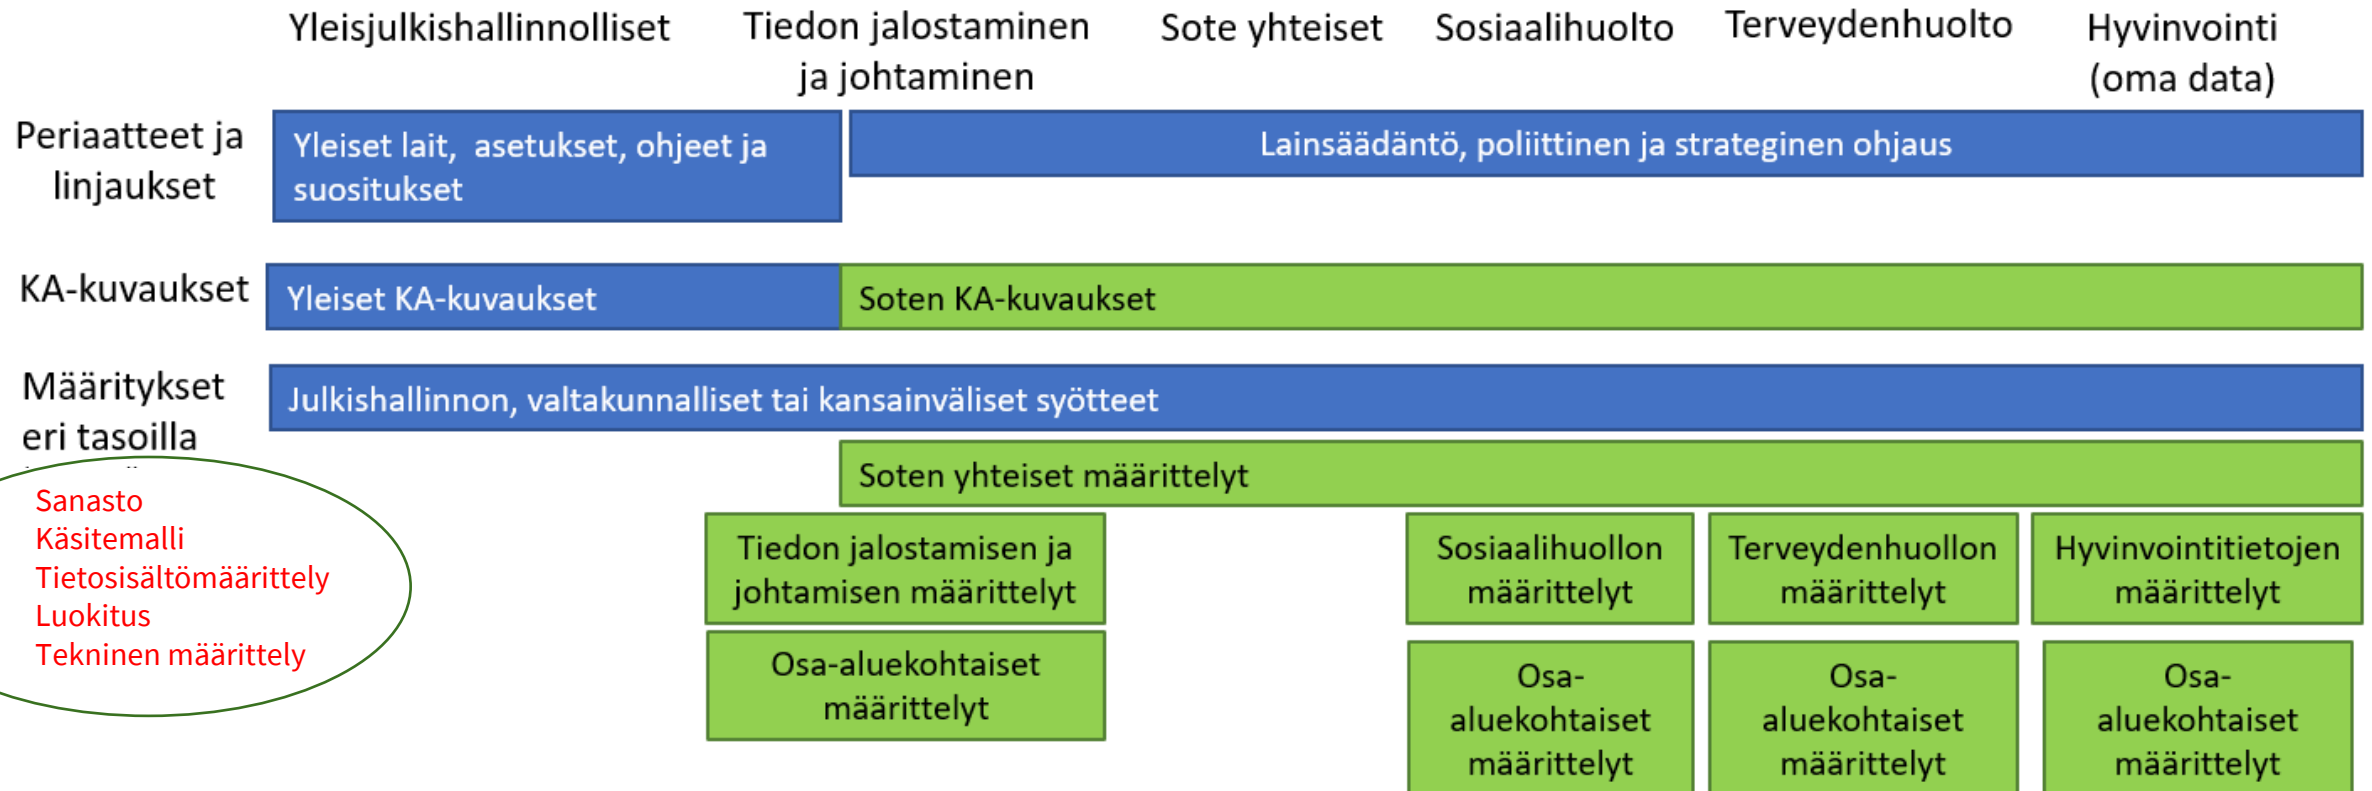 Yleisjulkishallinnolliset
Tiedon jalostaminen
ja johtaminen
Sote yhteiset
Sosiaalihuolto
Terveydenhuolto
Hyvinvointi
(oma data)
Periaatteet ja
linjaukset
Yleiset lait, asetukset, ohjeet ja
suositukset
Lainsäädäntö, poliittinen ja strateginen ohjaus
KA-kuvaukset
Yleiset KA-kuvaukset
Soten KA-kuvaukset
Määritykset
eri tasoilla
Julkishallinnon, valtakunnalliset tai kansainväliset syötteet
Soten yhteiset määrittelyt
Sanasto
Käsitemalli
Tietosisältömäärittely
Luokitus
Tekninen määrittely
Tiedon jalostamisen ja
johtamisen määrittelyt
Sosiaalihuollon
määrittelyt
Terveydenhuollon
määrittelyt
Hyvinvointitietojen
määrittelyt
Osa-aluekohtaiset
määrittelyt
Osa-
aluekohtaiset
määrittelyt
Osa-
aluekohtaiset
määrittelyt
Osa-
aluekohtaiset
määrittelyt